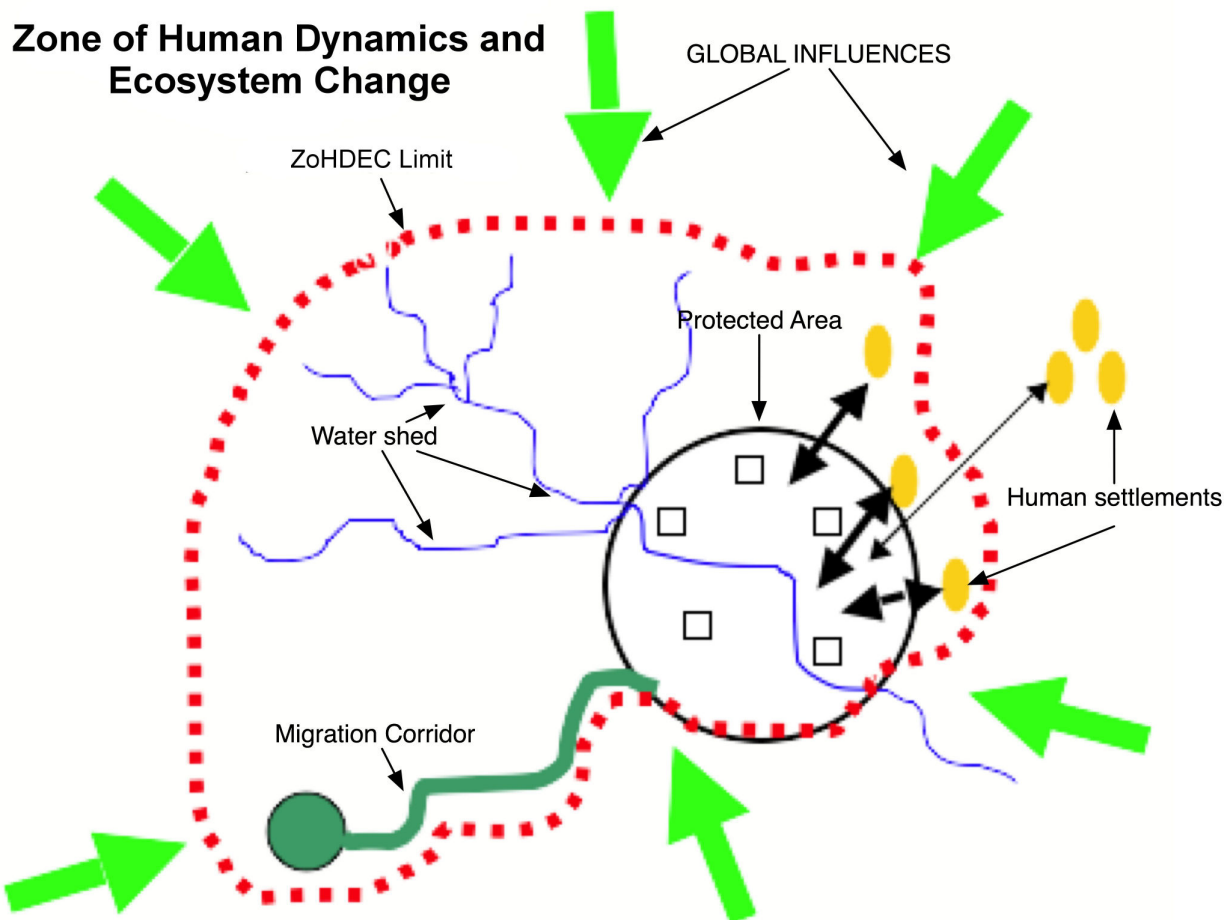 Zone of Human Dynamics and
Ecosystem Change
GLOBAL INFLUENCES
ZoHDEC Limit
Protected Area
Water shed
Human settlements
Migration Corridor